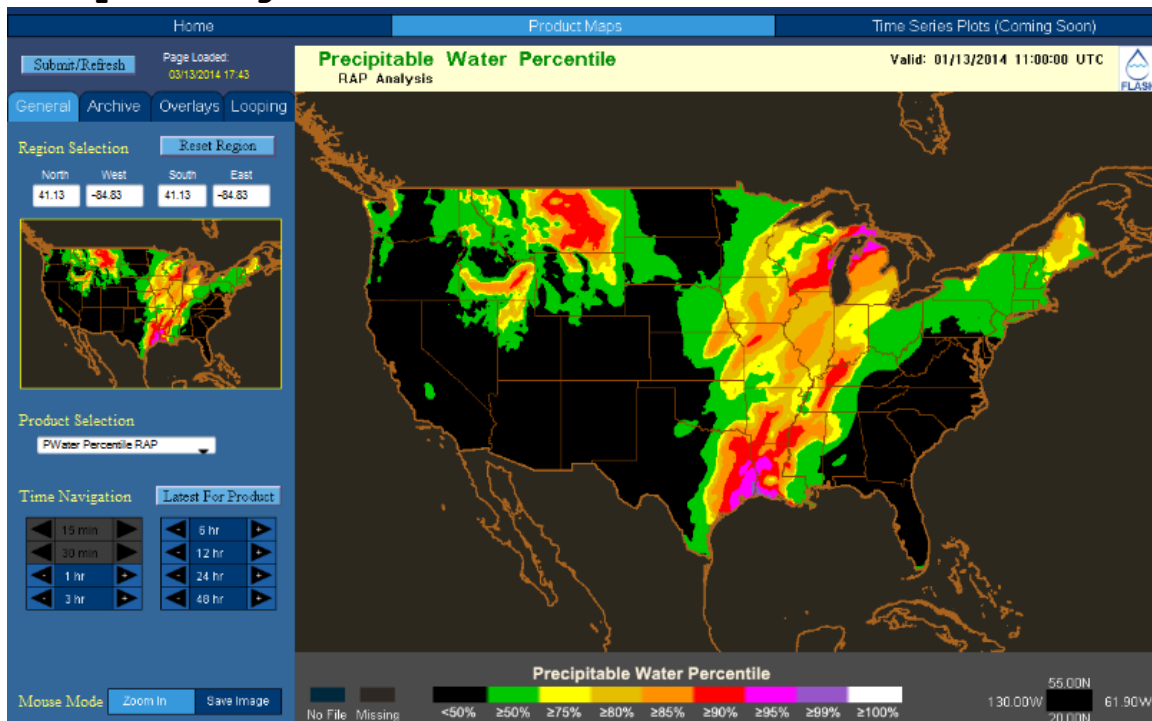 Home Product Maps Time Series Plots (Coming Soon)
Submit/Refresh
Page Loaded:
03/13/2014 17:43
General Archive Overlays Looping
Region Selection Reset Region
North West South East
41.13 -84.83 41.13 -84.83
Product Selection
PWater Percentile RAP
Time Navigation Latest For Product
15 min 6 hr
30 min 12 hr
1 hr 24 hr
3 hr 48 hr
Mouse Mode Zoom In Save Image
Precipitable Water Percentile
RAP Analysis
Valid: 01/13/2014 11:00:00 UTC
FLASH
Precipitable Water Percentile
No File Missing <50% ≥50% ≥75% ≥80% ≥85% ≥90% ≥95% ≥99% ≥100%
55.00N
130.00W 61.90W
20.00N